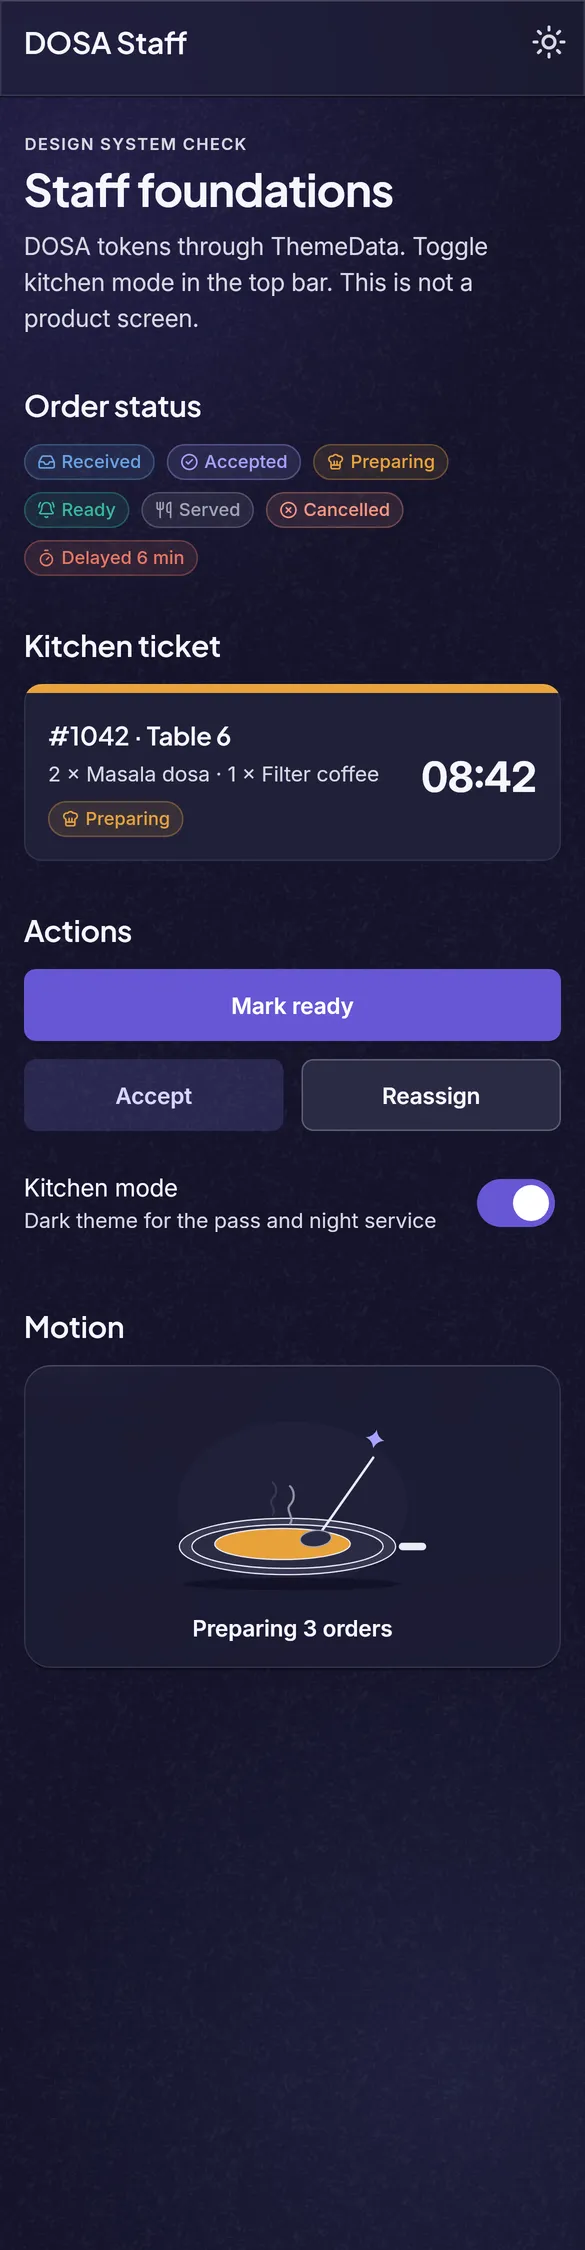 DOSA Staff
DESIGN SYSTEM CHECK
Staff foundations
DOSA tokens through ThemeData. Toggle
kitchen mode in the top bar. This is not a
product screen.
Order status
Received
Accepted
Preparing
Ready
Served
Cancelled
Delayed 6 min
Kitchen ticket
#1042 · Table 6
2 × Masala dosa · 1 × Filter coffee
08:42
Preparing
Actions
Mark ready
Accept
Reassign
Kitchen mode
Dark theme for the pass and night service
Motion
Preparing 3 orders